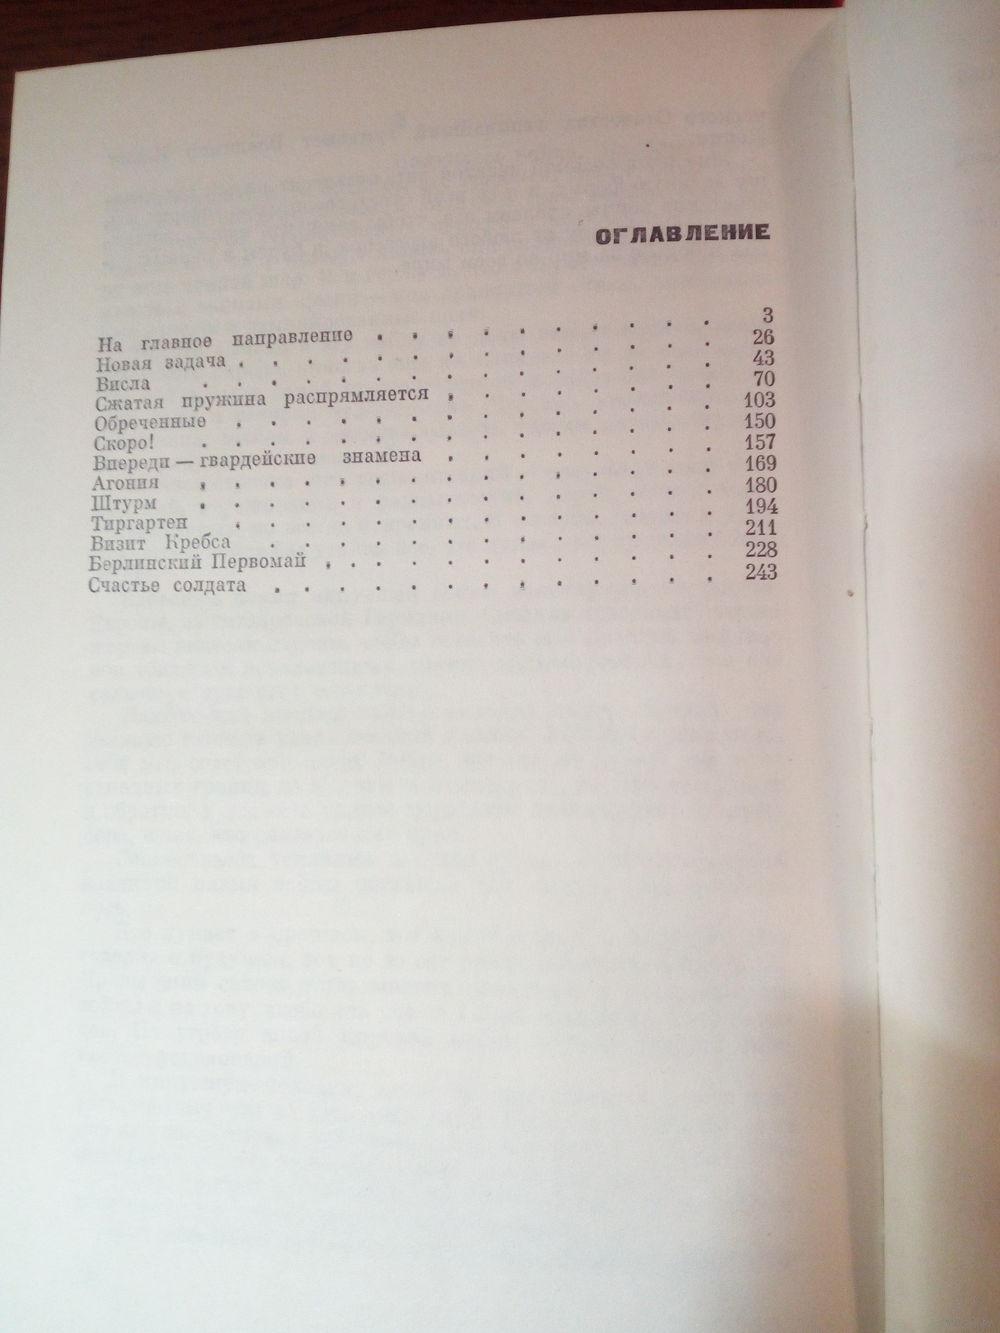 ОГЛАВЛЕНИЕ
На главное направление . . . . . . . . . . 3
Новая задача . . . . . . . . . . . . . . 26
Висла . . . . . . . . . . . . . . . 43
Сжатая пружина распрямляется . . . . . . . . 70
Обреченные . . . . . . . . . . . . . . 103
Скоро! . . . . . . . . . . . . . . . 150
Впереди — гвардейские знамена . . . . . . . . 157
Агония . . . . . . . . . . . . . . . 169
Штурм . . . . . . . . . . . . . . . 180
Тиргартен . . . . . . . . . . . . . . 194
Визит Кребса . . . . . . . . . . . . . 211
Берлинский Первомай . . . . . . . . . . . . 228
Счастье солдата . . . . . . . . . . . . . 243